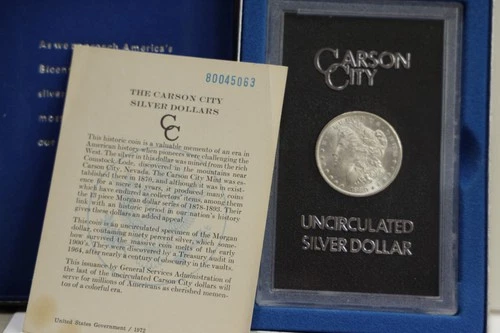 As we approach America's
Bicen
silver
mos
our
80045063
THE CARSON CITY
SILVER DOLLARS
CC
This historic coin is a valuable memento of an era in
American history when pioneers were challenging the
West. The silver in this dollar was mined from the rich
Comstock Lode, discovered in the mountains near
Carson City, Nevada. The Carson City Mint was es-
tablished there in 1870, and although it was in exist-
ence for a mere 24 years, it produced many coins
which have endured as collectors' items, among them
the 13 piece Morgan dollar series of 1878-1893. Their
link with an historic period in our nation's history
gives these dollars an added appeal.
This coin is an uncirculated specimen of the Morgan
dollar, containing ninety percent silver, which some-
how survived the massive coin melts of the early
1900's. They were discovered by a Treasury audit in
1964, after nearly a century of obscurity in the vaults.
This issuance by General Services Administration of
the last of the uncirculated Carson City dollars will
serve for millions of Americans as cherished memen-
tos of a colorful era.
United States Government / 1972
CARSON
CITY
UNCIRCULATED
SILVER DOLLAR